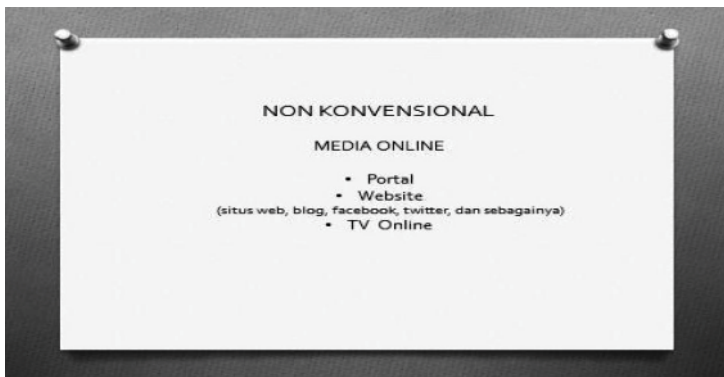 NON KONVENSIONAL
MEDIA ONLINE
• Portal
• Website
(situs web, blog, facebook, twitter, dan sebagainya)
• TV Online